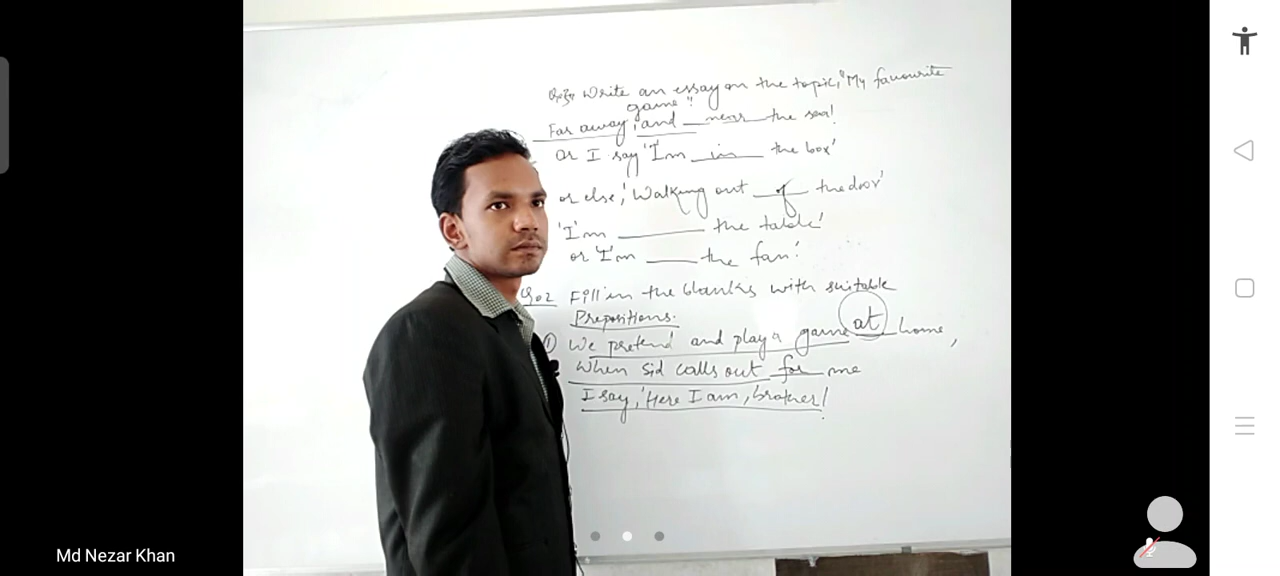 Write an essay on the topic, "My favourite
game"
Far away, and near the sea!
Or I say 'I'm in the box'
or else, 'Walking out of the door'
'I'm ______ the table'
or 'I'm ____ the fan'
Q02 Fill in the blanks with suitable
Prepositions.
① We pretend and play a game at home,
When Sid calls out for me
I say, 'Here I am, brother!
Md Nezar Khan